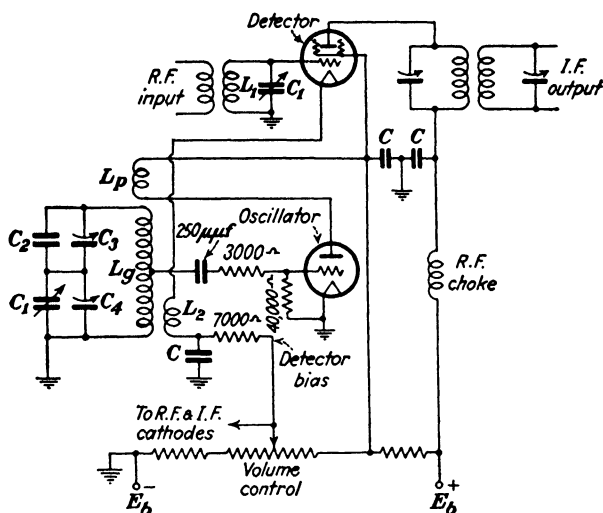 Detector
R.F.
input
L₁
C₁
I.F.
output
C C
Lp
250μμf
Oscillator
3000~
C₂
C₃
Lg
C₁
C₄
L₂
7000~
40000~
R.F.
choke
C
Detector
bias
To R.F. & I.F.
cathodes
Volume
control
−
Eb
+
Eb